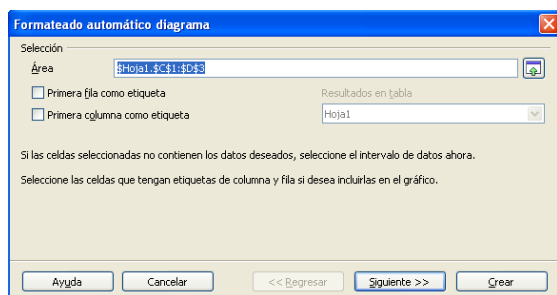 Formateado automático diagrama
Selección
Área $Hoja1.$C$1:$D$3
Primera fila como etiqueta Resultados en tabla
Primera columna como etiqueta Hoja1
Si las celdas seleccionadas no contienen los datos deseados, seleccione el intervalo de datos ahora.
Seleccione las celdas que tengan etiquetas de columna y fila si desea incluirlas en el gráfico.
Ayuda Cancelar << Regresar Siguiente >> Crear